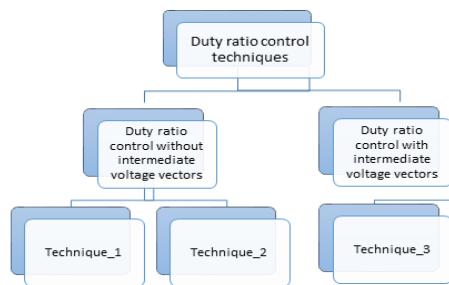 Duty ratio control
techniques
Duty ratio
control without
intermediate
voltage vectors
Duty ratio
control with
intermediate
voltage vectors
Technique_1
Technique_2
Technique_3